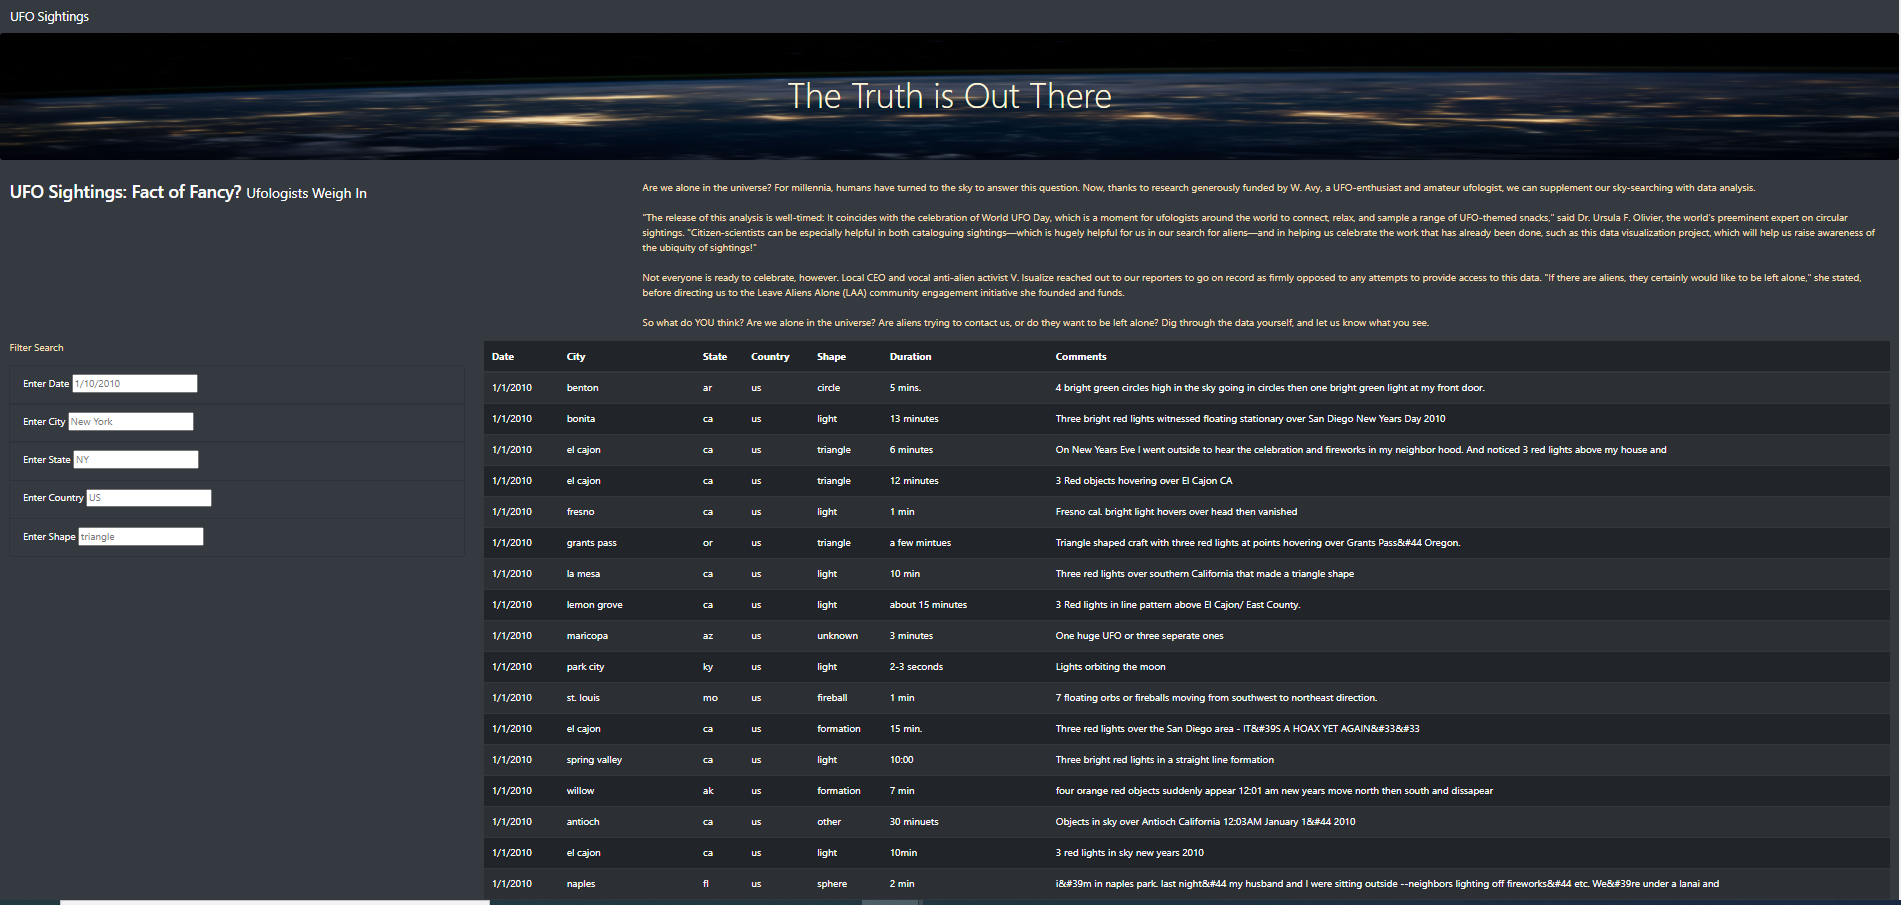 UFO Sightings
The Truth is Out There
UFO Sightings: Fact of Fancy? Ufologists Weigh In
Are we alone in the universe? For millennia, humans have turned to the sky to answer this question. Now, thanks to research generously funded by W. Avy, a UFO-enthusiast and amateur ufologist, we can supplement our sky-searching with data analysis.
"The release of this analysis is well-timed: It coincides with the celebration of World UFO Day, which is a moment for ufologists around the world to connect, relax, and sample a range of UFO-themed snacks," said Dr. Ursula F. Olivier, the world's preeminent expert on circular
sightings. "Citizen-scientists can be especially helpful in both cataloguing sightings—which is hugely helpful for us in our search for aliens—and in helping us celebrate the work that has already been done, such as this data visualization project, which will help us raise awareness of
the ubiquity of sightings!"
Not everyone is ready to celebrate, however. Local CEO and vocal anti-alien activist V. Isualize reached out to our reporters to go on record as firmly opposed to any attempts to provide access to this data. "If there are aliens, they certainly would like to be left alone," she stated,
before directing us to the Leave Aliens Alone (LAA) community engagement initiative she founded and funds.
So what do YOU think? Are we alone in the universe? Are aliens trying to contact us, or do they want to be left alone? Dig through the data yourself, and let us know what you see.
Filter Search
Enter Date 1/10/2010
Enter City New York
Enter State NY
Enter Country US
Enter Shape triangle
Date City State Country Shape Duration Comments
1/1/2010 benton ar us circle 5 mins. 4 bright green circles high in the sky going in circles then one bright green light at my front door.
1/1/2010 bonita ca us light 13 minutes Three bright red lights witnessed floating stationary over San Diego New Years Day 2010
1/1/2010 el cajon ca us triangle 6 minutes On New Years Eve I went outside to hear the celebration and fireworks in my neighbor hood. And noticed 3 red lights above my house and
1/1/2010 el cajon ca us triangle 12 minutes 3 Red objects hovering over El Cajon CA
1/1/2010 fresno ca us light 1 min Fresno cal. bright light hovers over head then vanished
1/1/2010 grants pass or us triangle a few mintues Triangle shaped craft with three red lights at points hovering over Grants Pass&#44 Oregon.
1/1/2010 la mesa ca us light 10 min Three red lights over southern California that made a triangle shape
1/1/2010 lemon grove ca us light about 15 minutes 3 Red lights in line pattern above El Cajon/ East County.
1/1/2010 maricopa az us unknown 3 minutes One huge UFO or three seperate ones
1/1/2010 park city ky us light 2-3 seconds Lights orbiting the moon
1/1/2010 st. louis mo us fireball 1 min 7 floating orbs or fireballs moving from southwest to northeast direction.
1/1/2010 el cajon ca us formation 15 min. Three red lights over the San Diego area - IT&#39S A HOAX YET AGAIN&#33&#33
1/1/2010 spring valley ca us light 10:00 Three bright red lights in a straight line formation
1/1/2010 willow ak us formation 7 min four orange red objects suddenly appear 12:01 am new years move north then south and dissapear
1/1/2010 antioch ca us other 30 minuets Objects in sky over Antioch California 12:03AM January 1&#44 2010
1/1/2010 el cajon ca us light 10min 3 red lights in sky new years 2010
1/1/2010 naples fl us sphere 2 min i&#39m in naples park. last night&#44 my husband and I were sitting outside --neighbors lighting off fireworks&#44 etc. We&#39re under a lanai and